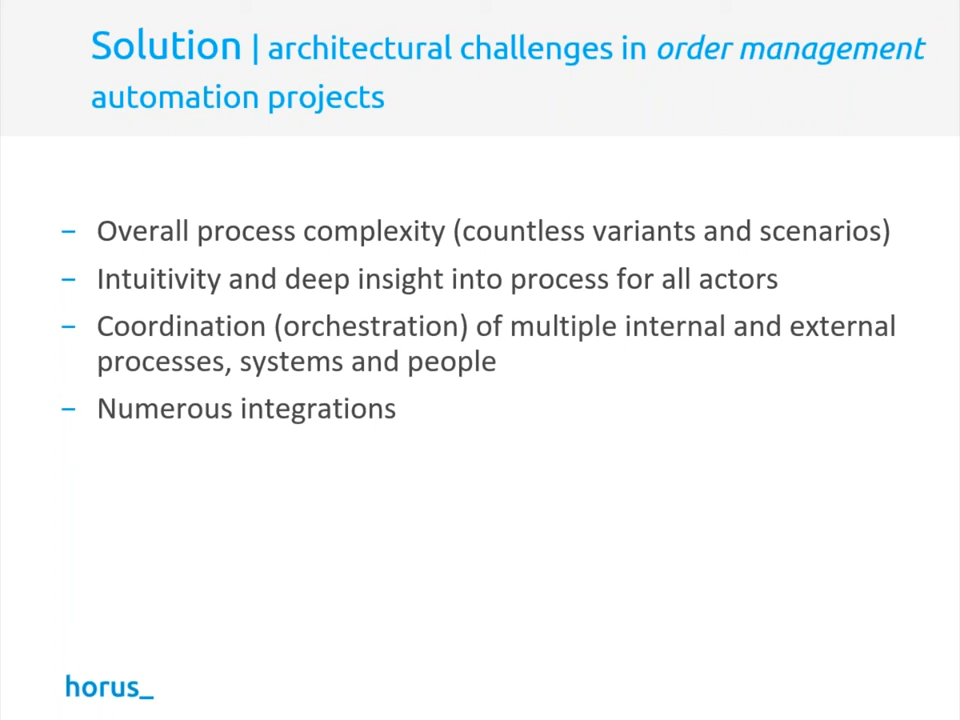 Solution | architectural challenges in order management
automation projects
– Overall process complexity (countless variants and scenarios)
– Intuitivity and deep insight into process for all actors
– Coordination (orchestration) of multiple internal and external
processes, systems and people
– Numerous integrations
horus_